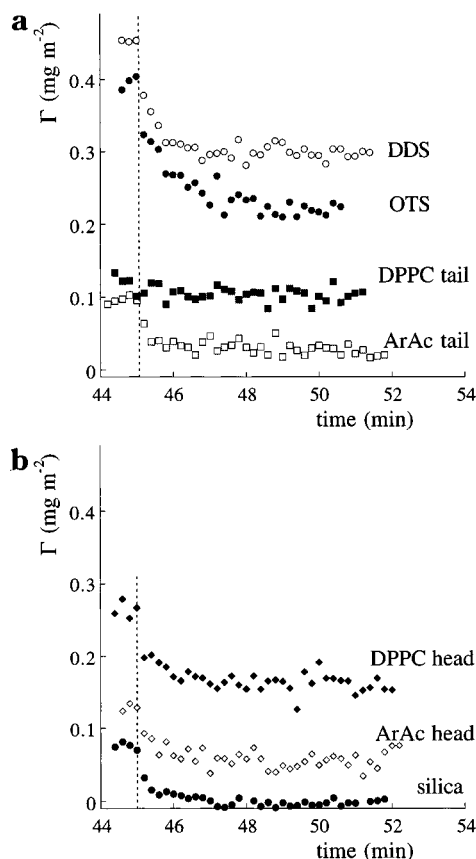 a
Γ (mg m-2)
0.4
0.3
0.2
0.1
0
DDS
OTS
DPPC tail
ArAc tail
44 46 48 50 52 54
time (min)
b
Γ (mg m-2)
0.4
0.3
0.2
0.1
0
DPPC head
ArAc head
silica
44 46 48 50 52 54
time (min)